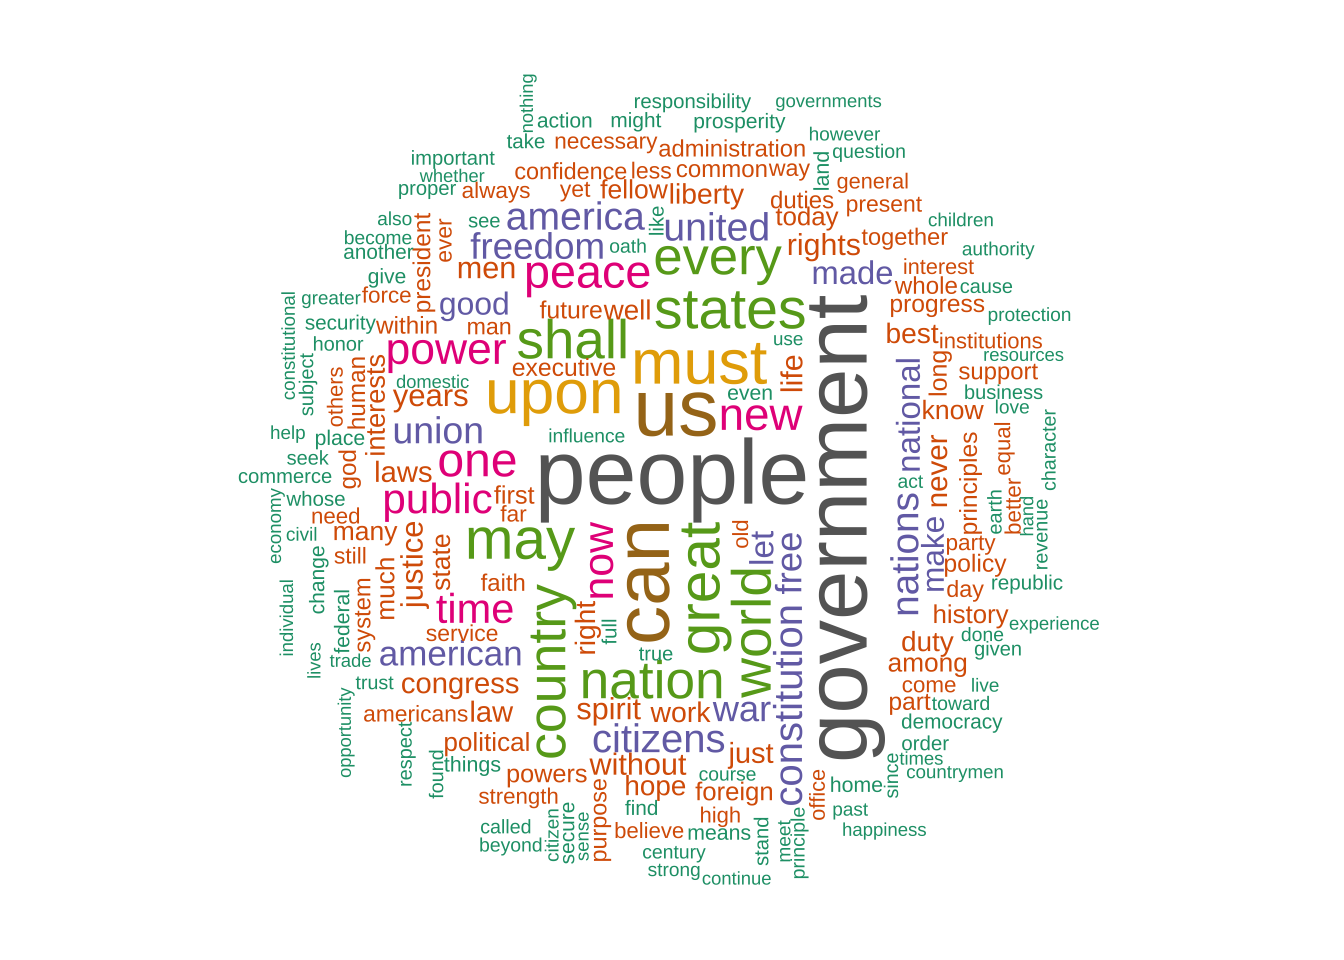 nothing
responsibility
governments
action
might
prosperity
however
take
necessary
administration
question
important
whether
confidence
less
common
way
land
general
proper
always
yet
fellow
liberty
duties
present
also
see
america
like
united
today
children
become
another
president
ever
freedom
oath
every
rights
together
authority
give
men
peace
made
interest
greater
force
good
future
well
states
whole
cause
progress
protection
constitutional
security
within
man
shall
use
best
institutions
honor
power
executive
must
life
resources
subject
others
human
interests
domestic
years
upon
us
even
new
government
national
long
support
business
know
love
help
place
union
influence
people
never
principles
equal
character
seek
god
laws
one
act
commerce
whose
public
first
nations
earth
better
hand
revenue
economy
need
far
civil
many
justice
state
may
now
can
great
old
let
constitution
free
make
party
still
much
faith
world
policy
change
system
country
day
republic
individual
federal
time
right
full
history
experience
service
true
duty
done
given
lives
trade
american
nation
among
trust
congress
come
live
opportunity
americans
law
spirit
work
war
part
toward
democracy
respect
political
citizens
order
found
things
without
just
since
times
powers
course
countrymen
strength
hope
foreign
office
home
purpose
find
high
past
called
citizen
secure
sense
believe
means
stand
meet
principle
happiness
beyond
century
strong
continue